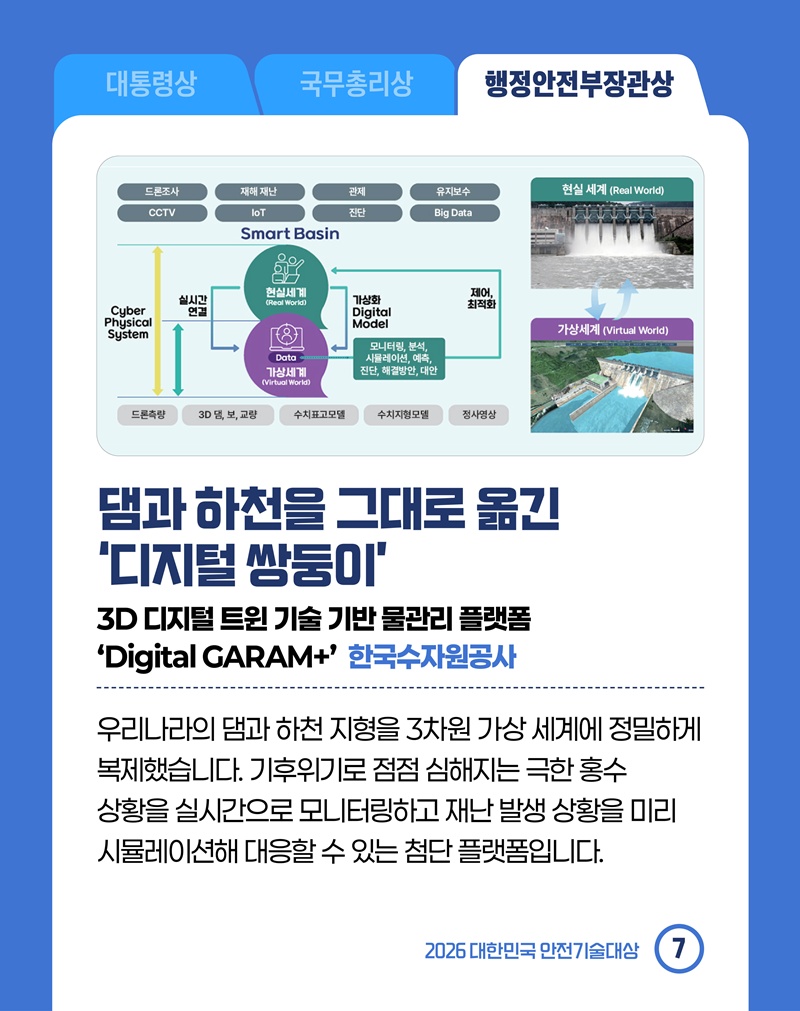 대통령상
국무총리상
행정안전부장관상
드론조사
재해 재난
관제
유지보수
CCTV
IoT
진단
Big Data
Smart Basin
Cyber
Physical
System
실시간
연결
현실세계
(Real World)
Data
가상세계
(Virtual World)
가상화
Digital
Model
모니터링, 분석,
시뮬레이션, 예측,
진단, 해결방안, 대안
제어,
최적화
드론측량
3D 댐, 보, 교량
수치표고모델
수치지형모델
정사영상
현실 세계 (Real World)
가상세계 (Virtual World)
댐과 하천을 그대로 옮긴
‘디지털 쌍둥이’
3D 디지털 트윈 기술 기반 물관리 플랫폼
‘Digital GARAM+’ 한국수자원공사
우리나라의 댐과 하천 지형을 3차원 가상 세계에 정밀하게
복제했습니다. 기후위기로 점점 심해지는 극한 홍수
상황을 실시간으로 모니터링하고 재난 발생 상황을 미리
시뮬레이션해 대응할 수 있는 첨단 플랫폼입니다.
2026 대한민국 안전기술대상
7